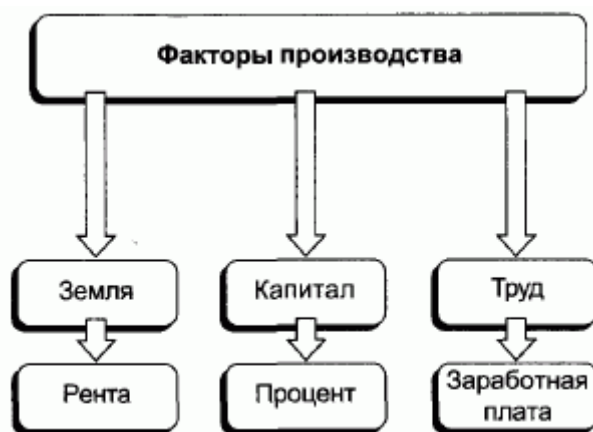 Факторы производства
Земля
Капитал
Труд
Рента
Процент
Заработная
плата